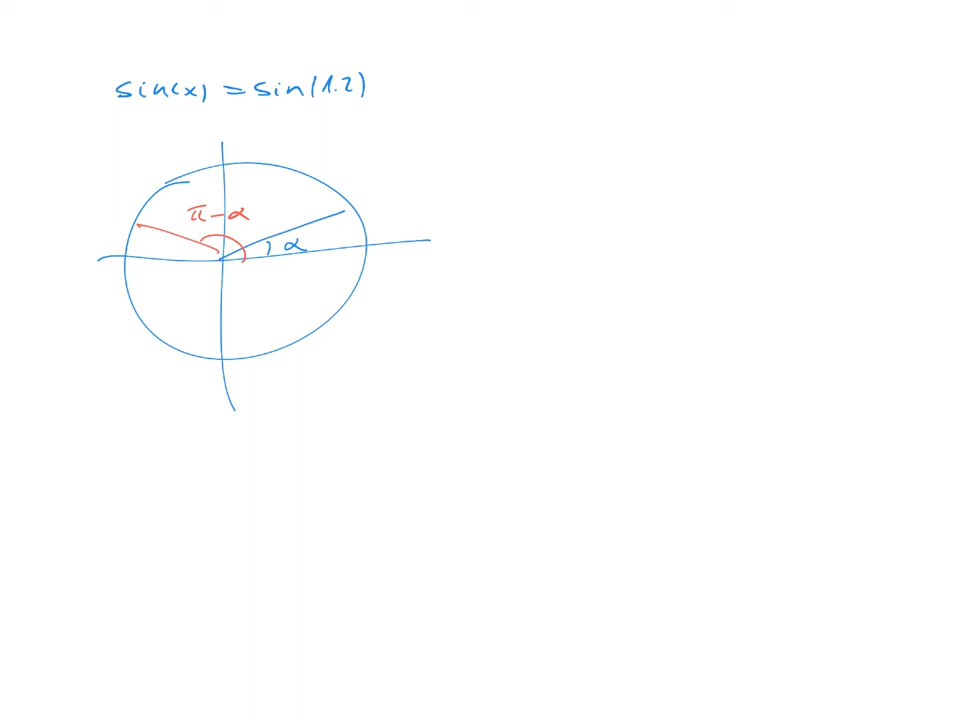 sin(x) = sin(1.2)
π-α
α